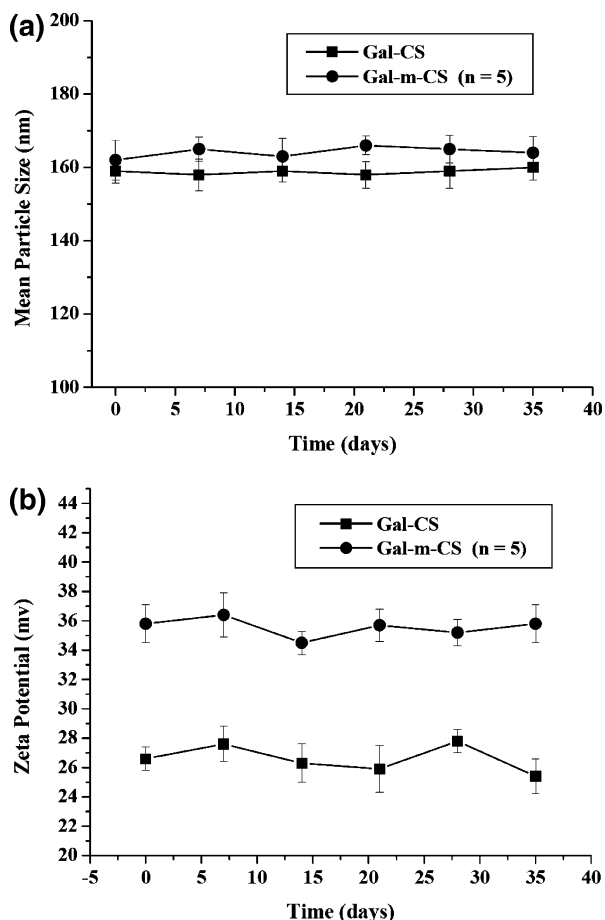 (a)
200
180
160
140
120
100
Mean Particle Size (nm)
Gal-CS
Gal-m-CS (n = 5)
0 5 10 15 20 25 30 35 40
Time (days)
(b)
44
42
40
38
36
34
32
30
28
26
24
22
20
Zeta Potential (mv)
Gal-CS
Gal-m-CS (n = 5)
-5 0 5 10 15 20 25 30 35 40
Time (days)